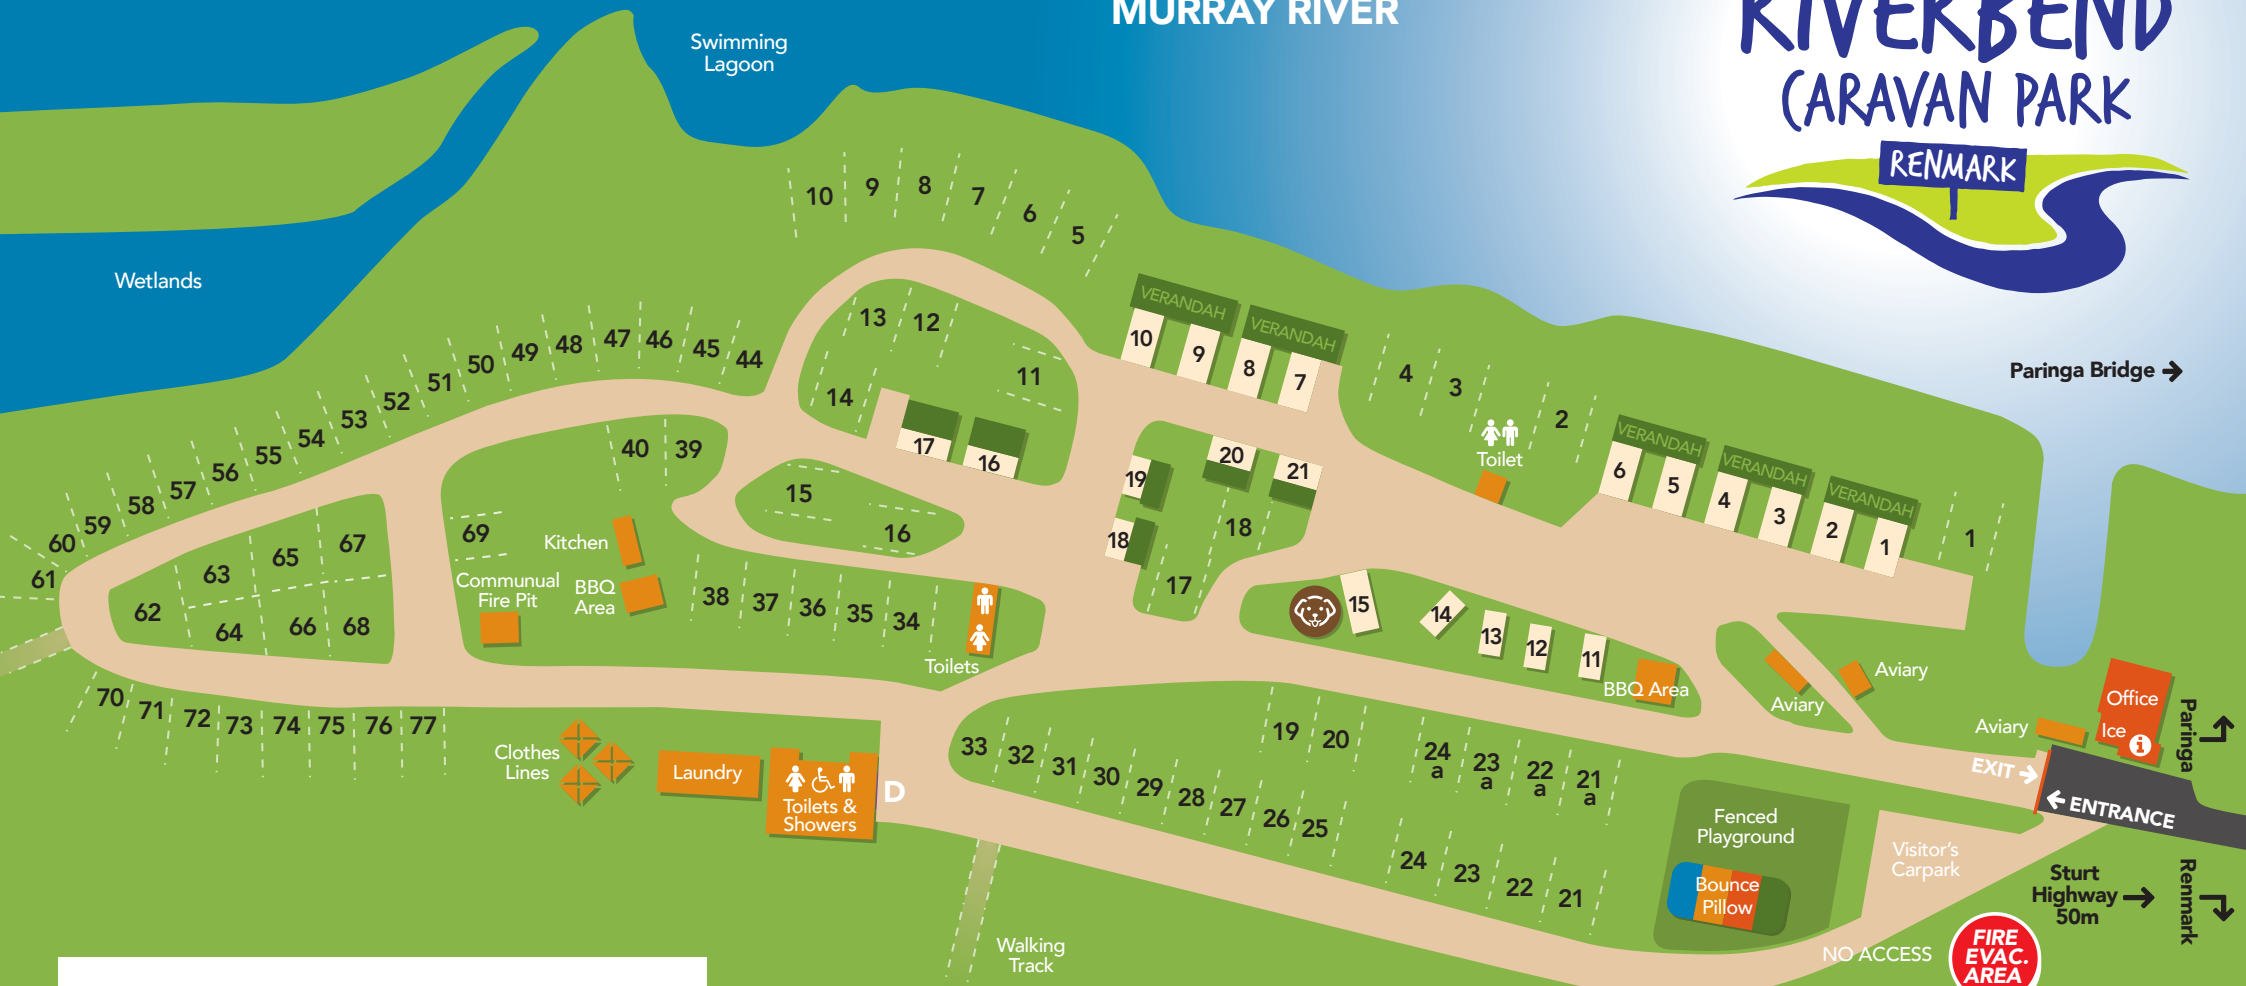 MURRAY RIVER
RIVERBEND
CARAVAN PARK
RENMARK
Swimming
Lagoon
Wetlands
Paringa Bridge
10
9
8
7
6
5
13
12
11
14
17
16
VERANDAH
VERANDAH
10
9
8
7
4
3
2
Toilet
VERANDAH
VERANDAH
VERANDAH
6
5
4
3
2
1
1
44
45
46
47
48
49
50
51
52
53
54
55
56
57
58
59
60
61
40
39
15
16
19
20
21
18
18
17
62
63
64
65
66
67
68
69
Kitchen
Communal
Fire Pit
BBQ
Area
38
37
36
35
34
Toilets
15
14
13
12
11
BBQ Area
Aviary
Aviary
Aviary
Office
Ice
i
Paringa
EXIT
ENTRANCE
70
71
72
73
74
75
76
77
Clothes
Lines
Laundry
Toilets &
Showers
D
33
32
31
30
29
28
27
26
25
19
20
24
a
23
a
22
a
21
a
24
23
22
21
Fenced
Playground
Bounce
Pillow
Visitor's
Carpark
Sturt
Highway
50m
Renmark
Walking
Track
NO ACCESS
FIRE
EVAC.
AREA